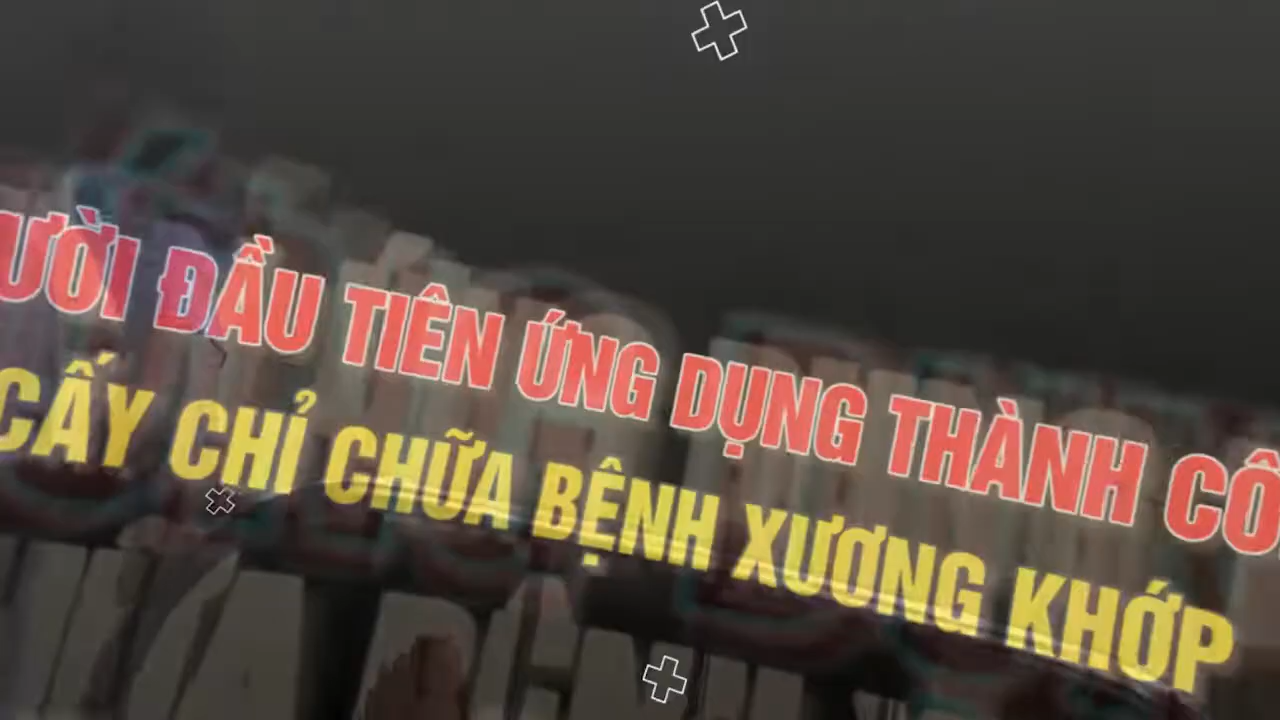 ƯỜI ĐẦU TIÊN ỨNG DỤNG THÀNH CÔ
CẤY CHỈ CHỮA BỆNH XƯƠNG KHỚP